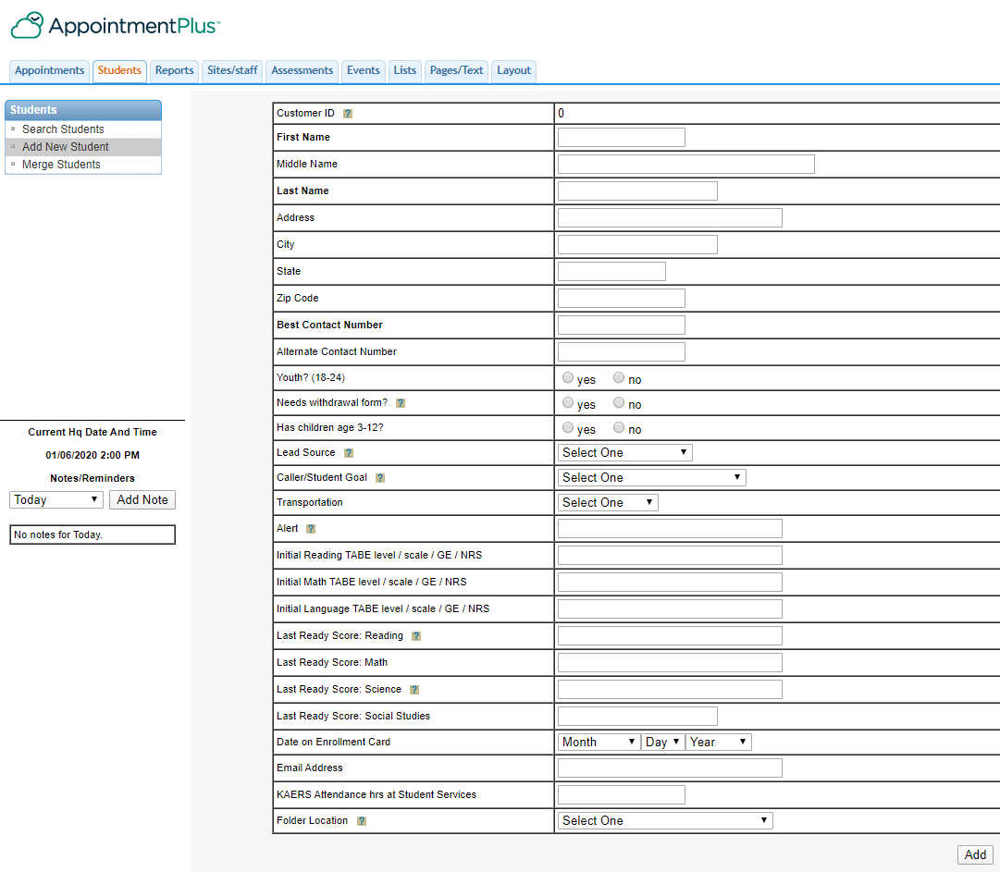 AppointmentPlus™
Appointments Students Reports Sites/staff Assessments Events Lists Pages/Text Layout
Students
Search Students
Add New Student
Merge Students
Current Hq Date And Time
01/06/2020 2:00 PM
Notes/Reminders
Today Add Note
No notes for Today.
Customer ID ? 0
First Name
Middle Name
Last Name
Address
City
State
Zip Code
Best Contact Number
Alternate Contact Number
Youth? (18-24) yes no
Needs withdrawal form? ? yes no
Has children age 3-12? yes no
Lead Source ? Select One
Caller/Student Goal ? Select One
Transportation Select One
Alert ?
Initial Reading TABE level / scale / GE / NRS
Initial Math TABE level / scale / GE / NRS
Initial Language TABE level / scale / GE / NRS
Last Ready Score: Reading ?
Last Ready Score: Math
Last Ready Score: Science ?
Last Ready Score: Social Studies
Date on Enrollment Card Month Day Year
Email Address
KAERS Attendance hrs at Student Services
Folder Location ? Select One
Add